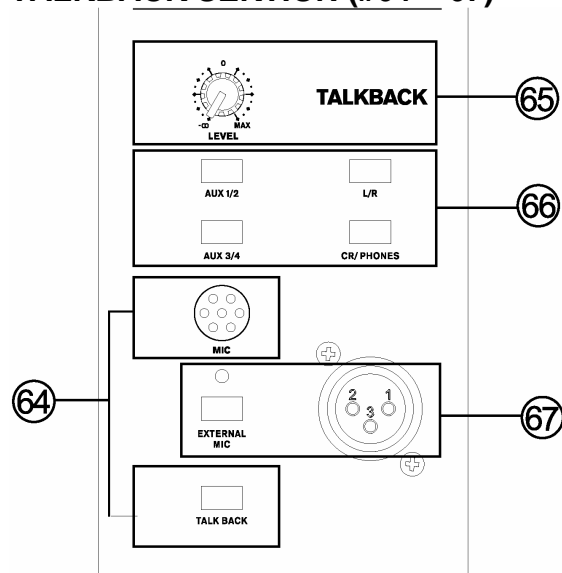 0
TALKBACK
-∞ MAX
LEVEL
65
AUX 1/2 L/R
66
AUX 3/4 CR/PHONES
MIC
64
2 1
3
EXTERNAL
MIC
67
TALK BACK